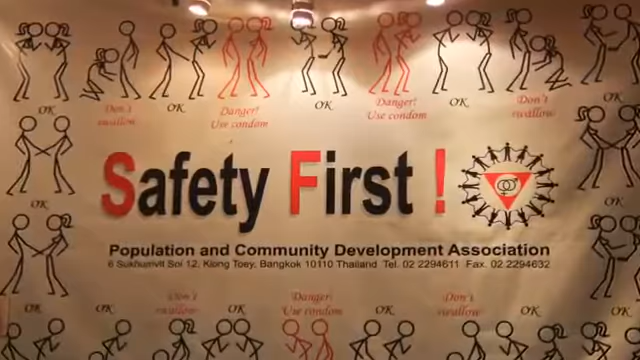 OK
Don't
swallow
OK
Danger!
Use condom
OK
Danger!
Use condom
OK
Don't
swallow
OK
OK
Safety First !
Population and Community Development Association
6 Sukhumvit Soi 12, Klong Toey, Bangkok 10110 Thailand Tel. 02 2294611 Fax. 02 2294632
OK
OK
OK
OK
Don't
swallow
OK
Danger!
Use condom
OK
Don't
swallow
OK
OK